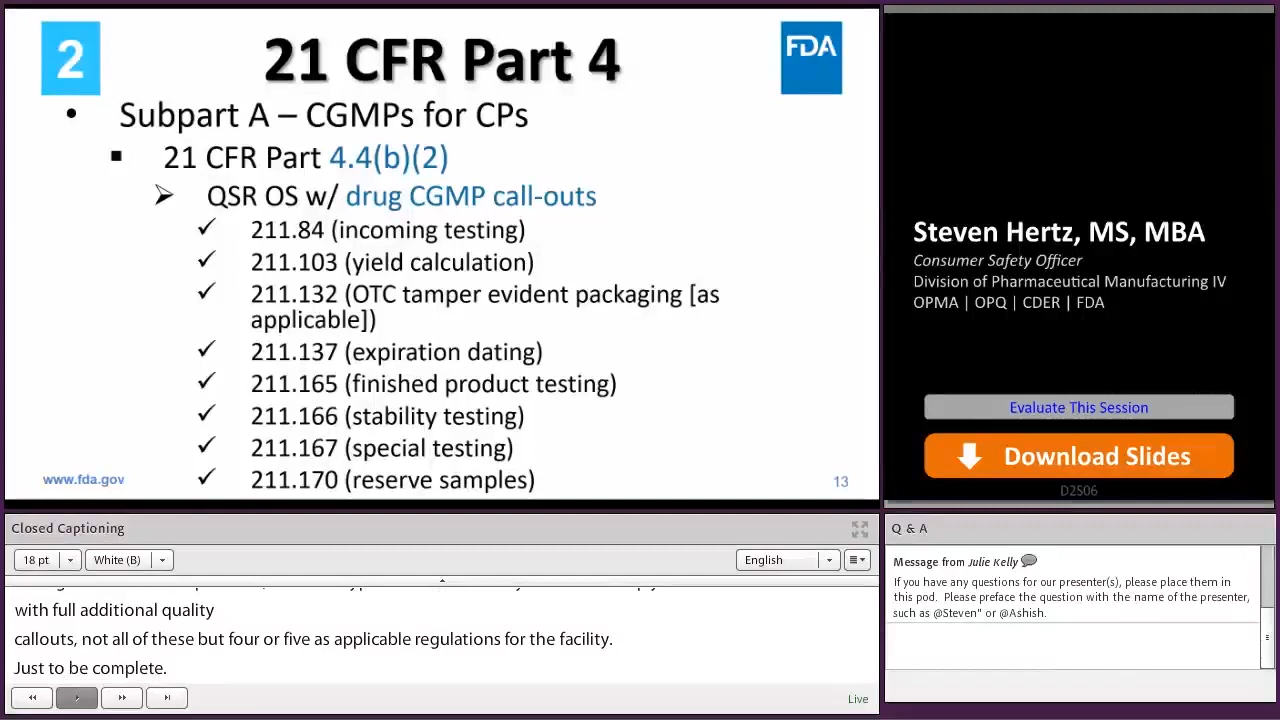 2
21 CFR Part 4
FDA
• Subpart A – CGMPs for CPs
▪ 21 CFR Part 4.4(b)(2)
➢ QSR OS w/ drug CGMP call-outs
✓ 211.84 (incoming testing)
✓ 211.103 (yield calculation)
✓ 211.132 (OTC tamper evident packaging [as
applicable])
✓ 211.137 (expiration dating)
✓ 211.165 (finished product testing)
✓ 211.166 (stability testing)
✓ 211.167 (special testing)
✓ 211.170 (reserve samples)
www.fda.gov
13
Steven Hertz, MS, MBA
Consumer Safety Officer
Division of Pharmaceutical Manufacturing IV
OPMA | OPQ | CDER | FDA
Evaluate This Session
Download Slides
D2S06
Closed Captioning
18 pt
White (B)
English
with full additional quality
callouts, not all of these but four or five as applicable regulations for the facility.
Just to be complete.
Live
Q & A
Message from Julie Kelly
If you have any questions for our presenter(s), please place them in
this pod. Please preface the question with the name of the presenter,
such as @Steven" or @Ashish.